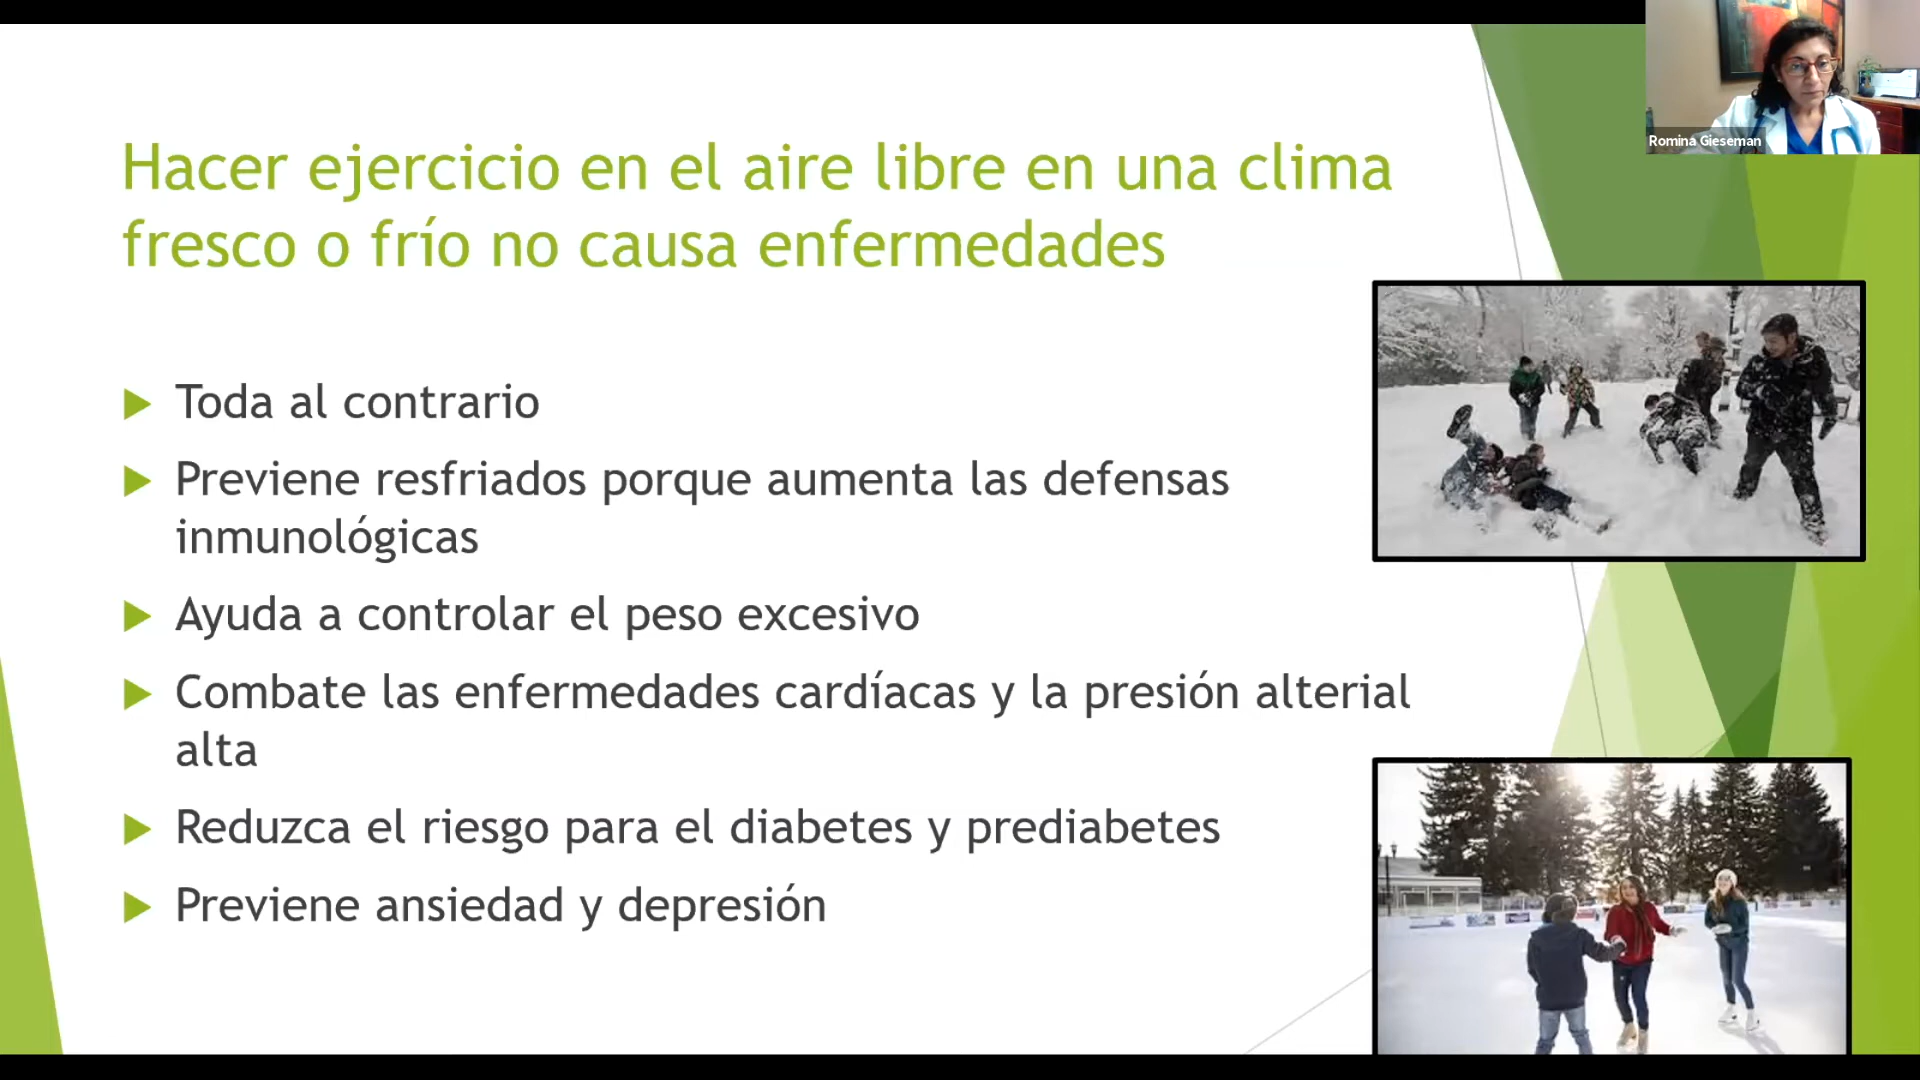 Romina Gieseman
Hacer ejercicio en el aire libre en una clima
fresco o frío no causa enfermedades
Toda al contrario
Previene resfriados porque aumenta las defensas
inmunológicas
Ayuda a controlar el peso excesivo
Combate las enfermedades cardíacas y la presión alterial
alta
Reduzca el riesgo para el diabetes y prediabetes
Previene ansiedad y depresión